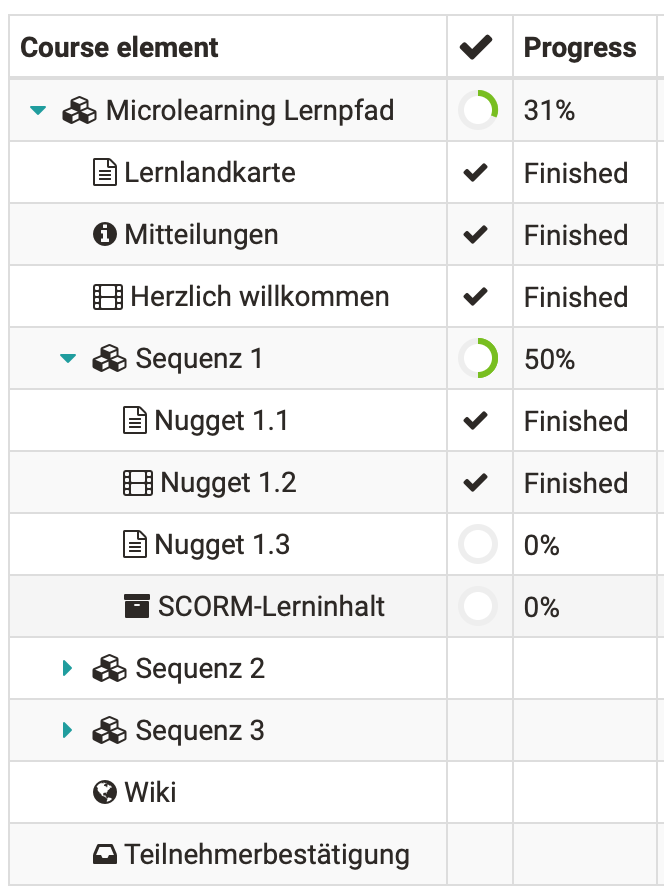 Course element Progress
Microlearning Lernpfad 31%
Lernlandkarte Finished
Mitteilungen Finished
Herzlich willkommen Finished
Sequenz 1 50%
Nugget 1.1 Finished
Nugget 1.2 Finished
Nugget 1.3 0%
SCORM-Lerninhalt 0%
Sequenz 2
Sequenz 3
Wiki
Teilnehmerbestätigung